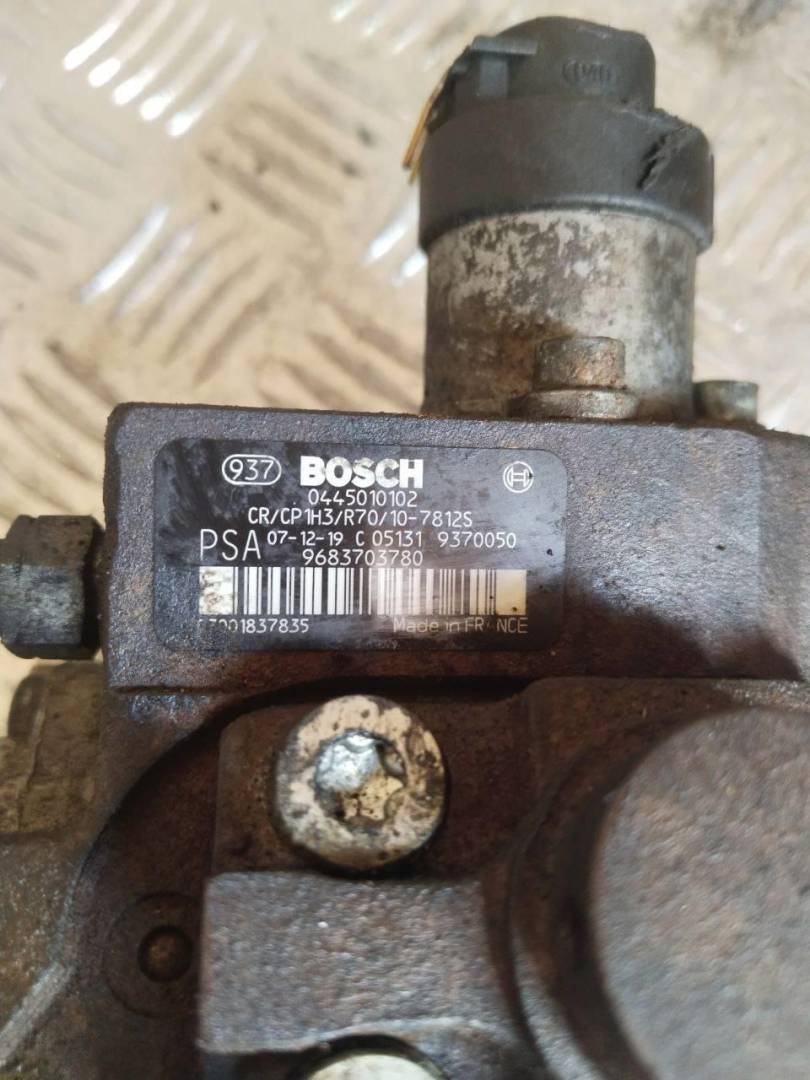 937 BOSCH
0445010102
CR/CP1H3/R70/10-7812S
PSA 07-12-19 C 05131 9370050
9683703780
Made in FRANCE